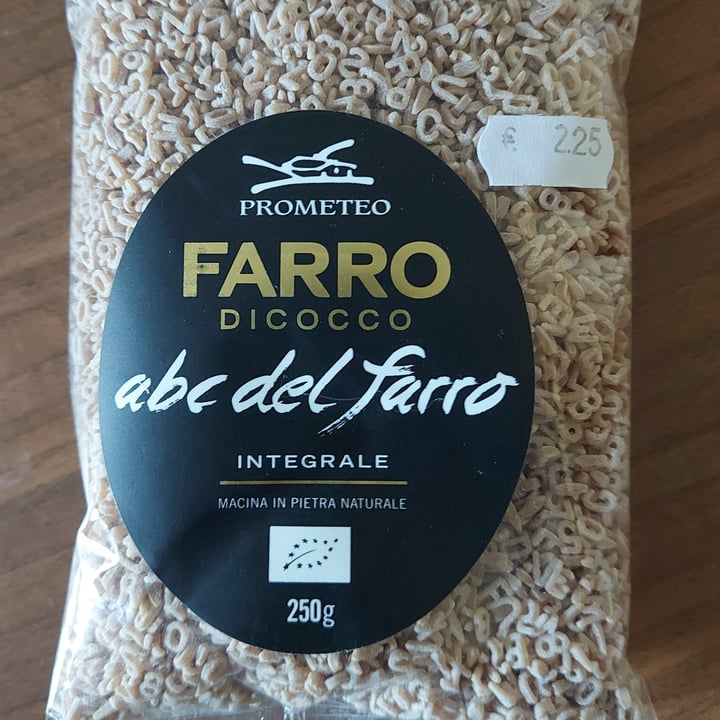 € 2.25
PROMETEO
FARRO
DICOCCO
abc del farro
INTEGRALE
MACINA IN PIETRA NATURALE
250g